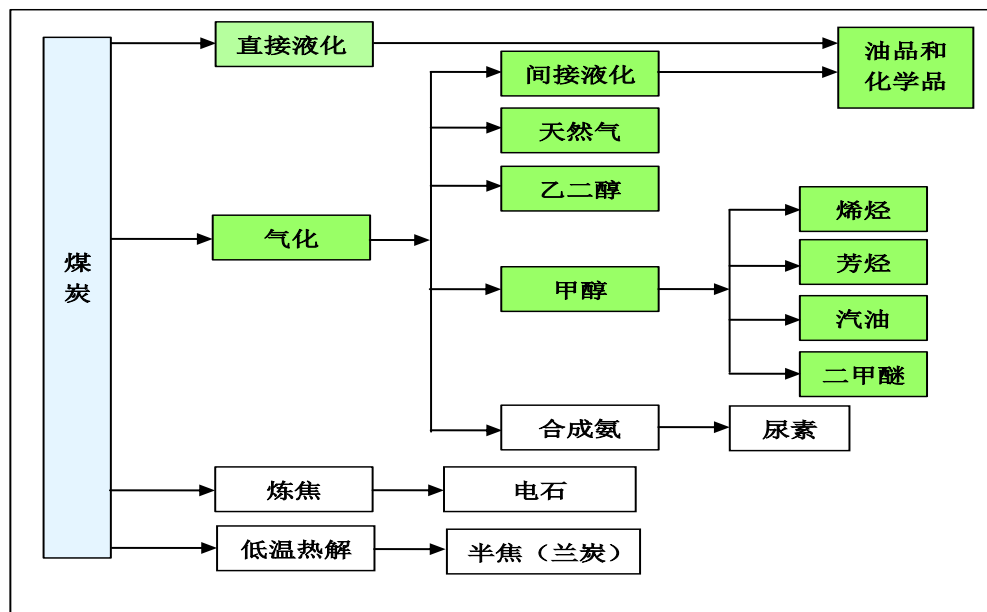 煤
炭
直接液化
油品和
化学品
间接液化
天然气
乙二醇
气化
甲醇
烯烃
芳烃
汽油
二甲醚
合成氨
尿素
炼焦
电石
低温热解
半焦（兰炭）